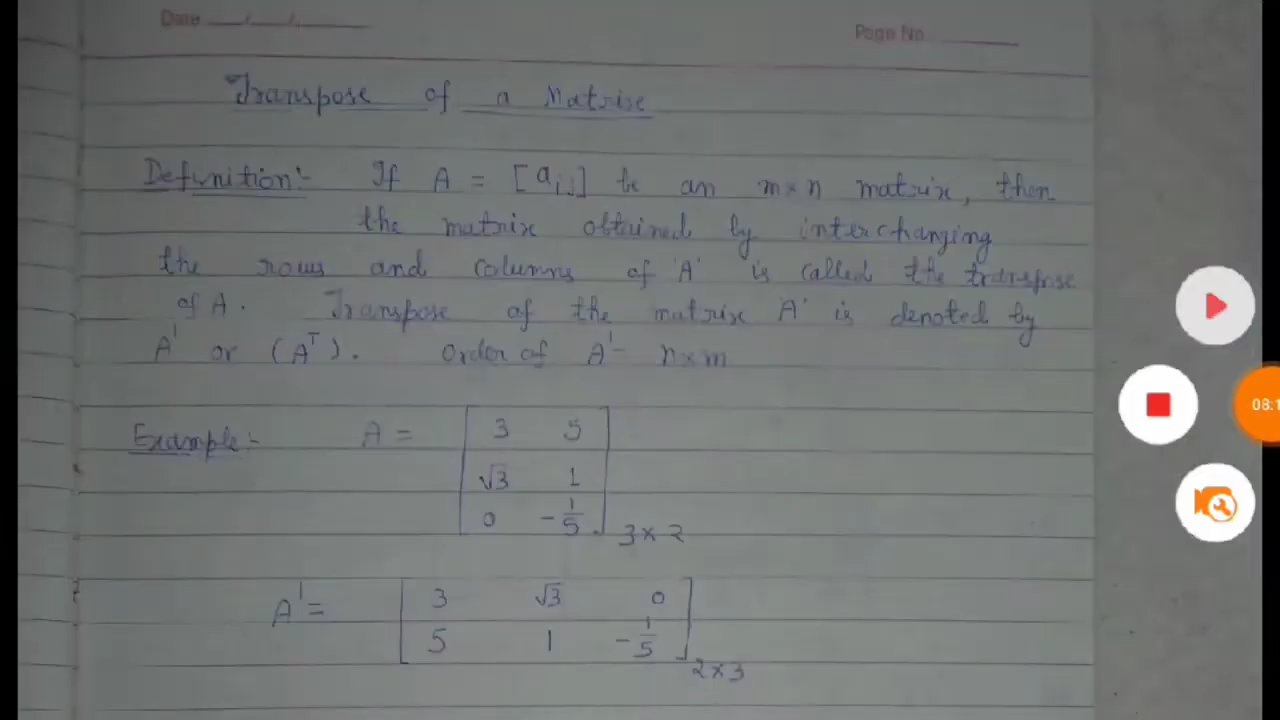 Date / /
Page No
Transpose of a Matrix
Definition:- If A = [aij] be an m×n matrix, then
the matrix obtained by interchanging
the rows and columns of 'A' is called the transpose
of A. Transpose of the matrix A' is denoted by
A' or (Aᵀ). Order of A' - n×m
Example:- A = [3 5
√3 1
0 -1/5] 3×2
A' = [3 √3 0
5 1 -1/5] 2×3
08:1